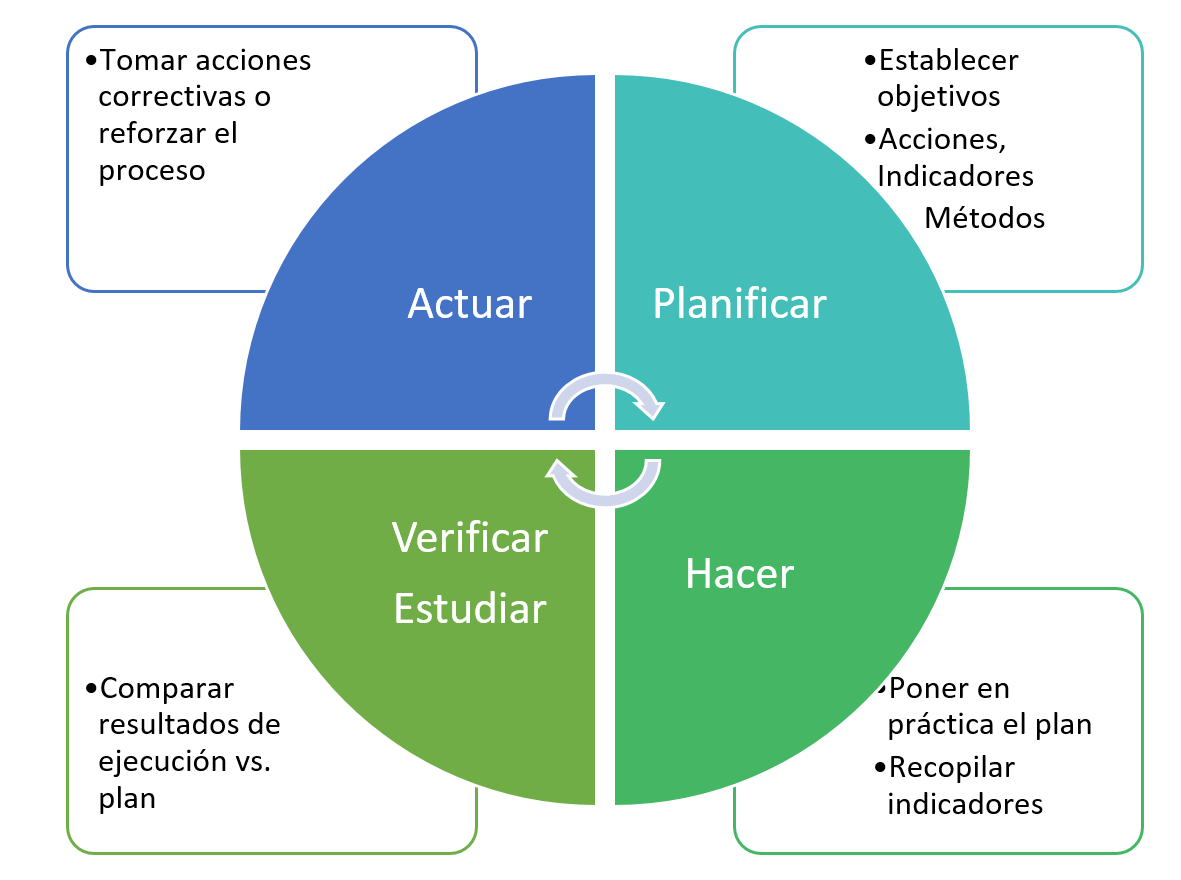 •Tomar acciones
correctivas o
reforzar el
proceso
•Establecer
objetivos
•Acciones,
Indicadores
Métodos
Actuar
Planificar
Verificar
Estudiar
Hacer
•Comparar
resultados de
ejecución vs.
plan
•Poner en
práctica el plan
•Recopilar
indicadores